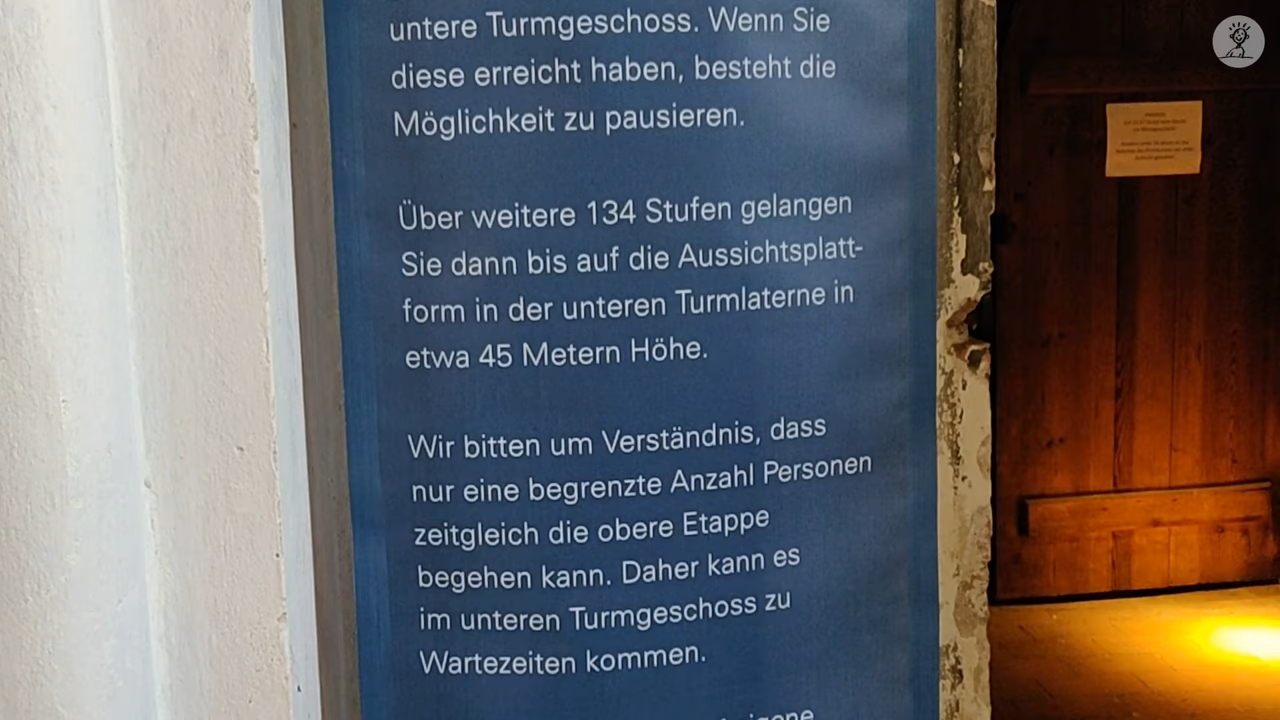 untere Turmgeschoss. Wenn Sie
diese erreicht haben, besteht die
Möglichkeit zu pausieren.
Über weitere 134 Stufen gelangen
Sie dann bis auf die Aussichtsplatt-
form in der unteren Turmlaterne in
etwa 45 Metern Höhe.
Wir bitten um Verständnis, dass
nur eine begrenzte Anzahl Personen
zeitgleich die obere Etappe
begehen kann. Daher kann es
im unteren Turmgeschoss zu
Wartezeiten kommen.